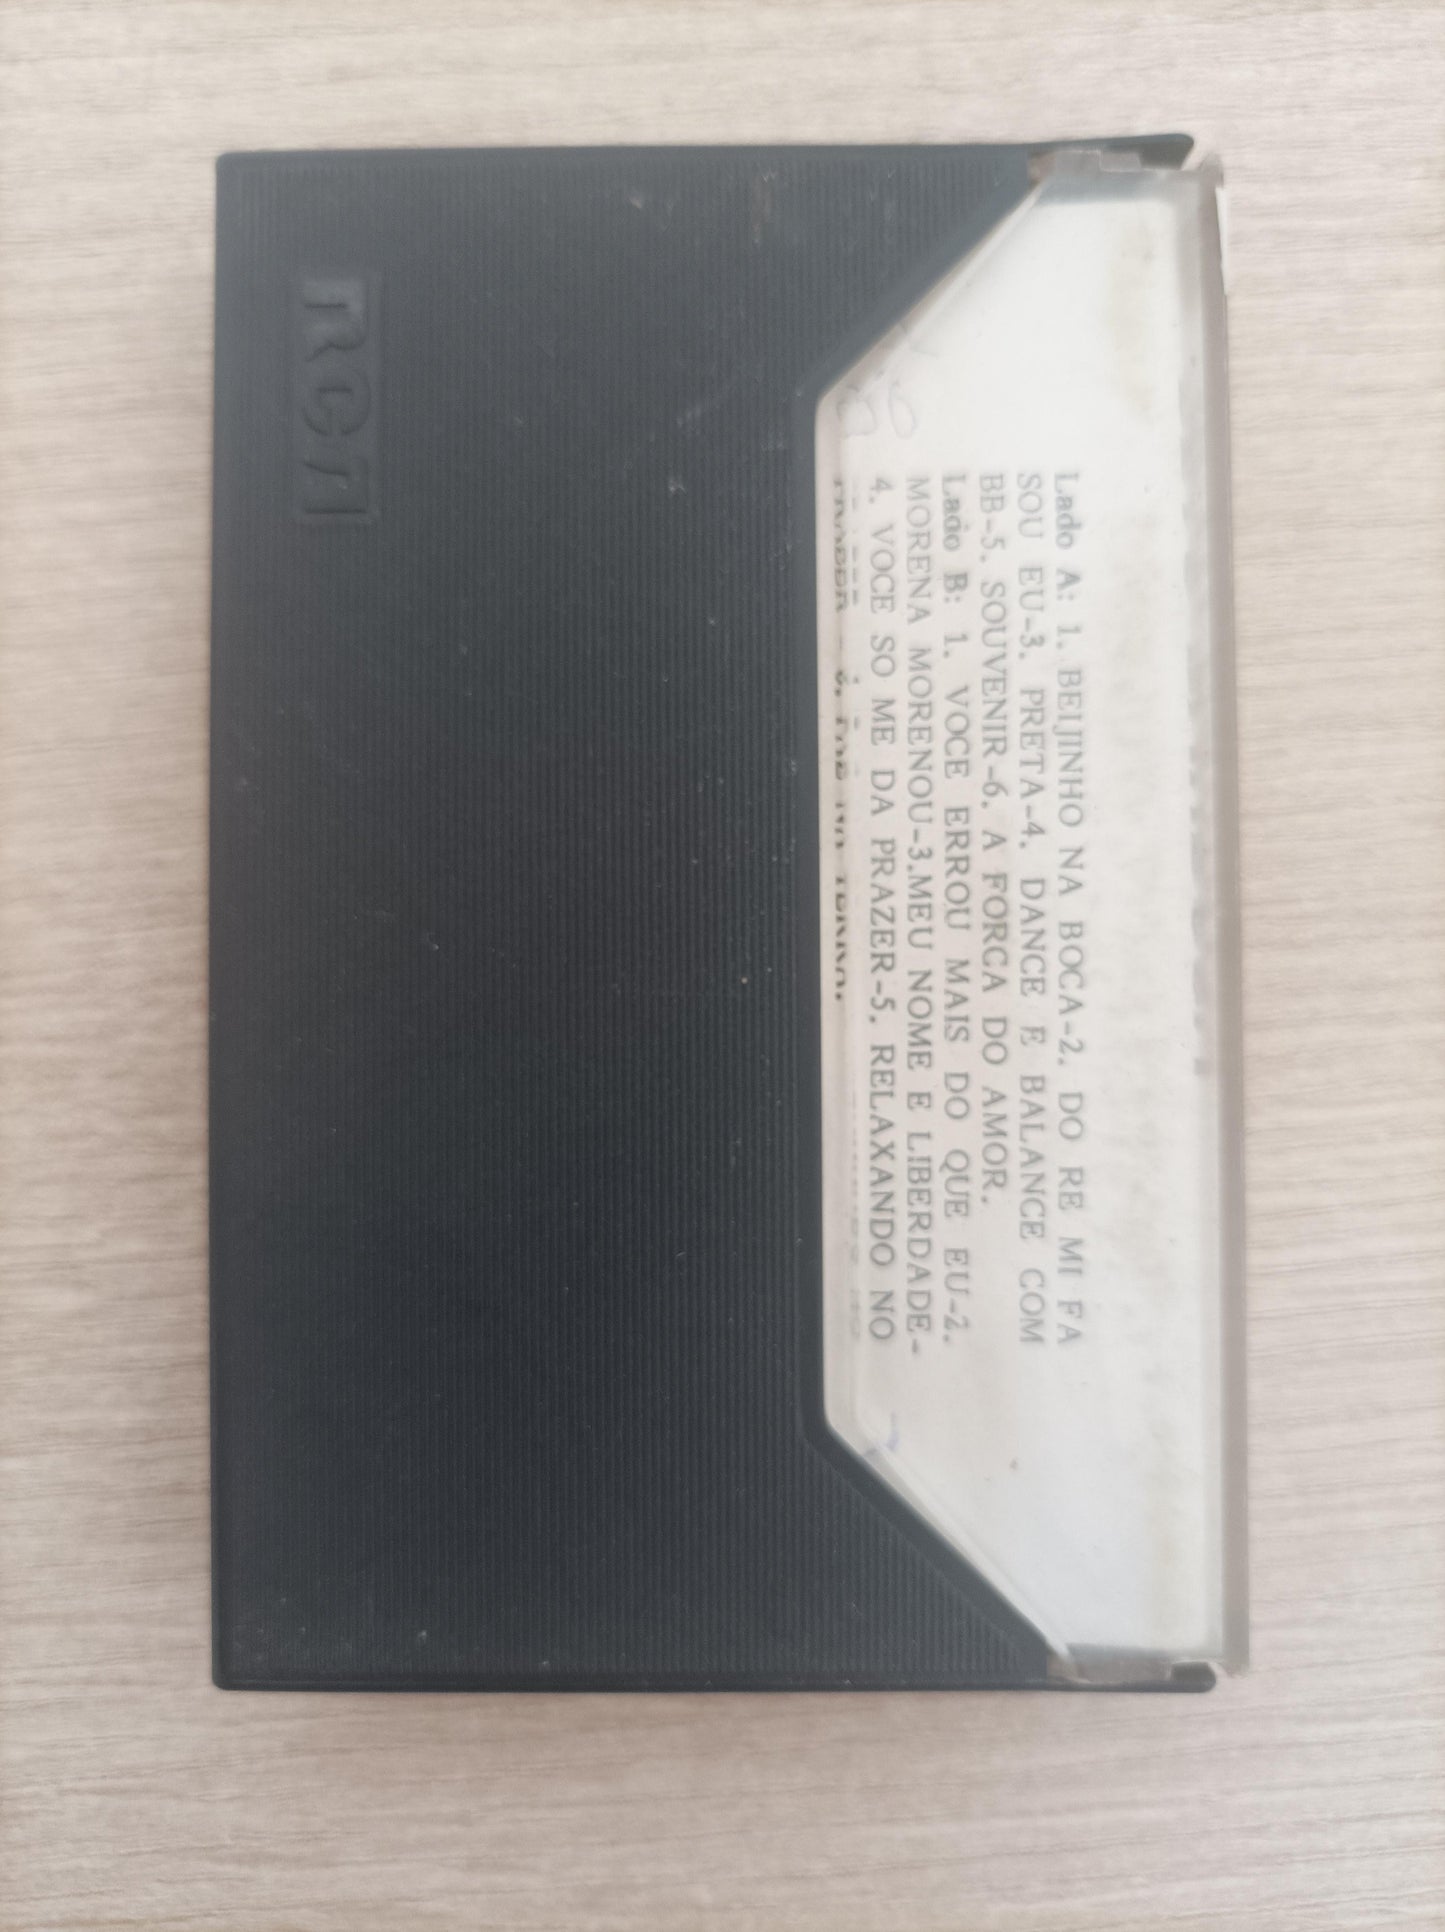 RCA
Lado A: 1. BEIJINHO NA BOCA-2. DO RE MI FA
SOU EU-3. PRETA-4. DANCE E BALANCE COM
BB-5. SOUVENIR-6. A FORCA DO AMOR.
Lado B: 1. VOCE ERROU MAIS DO QUE EU-2.
MORENA MORENOU-3.MEU NOME E LIBERDADE-
4. VOCE SO ME DA PRAZER-5. RELAXANDO NO